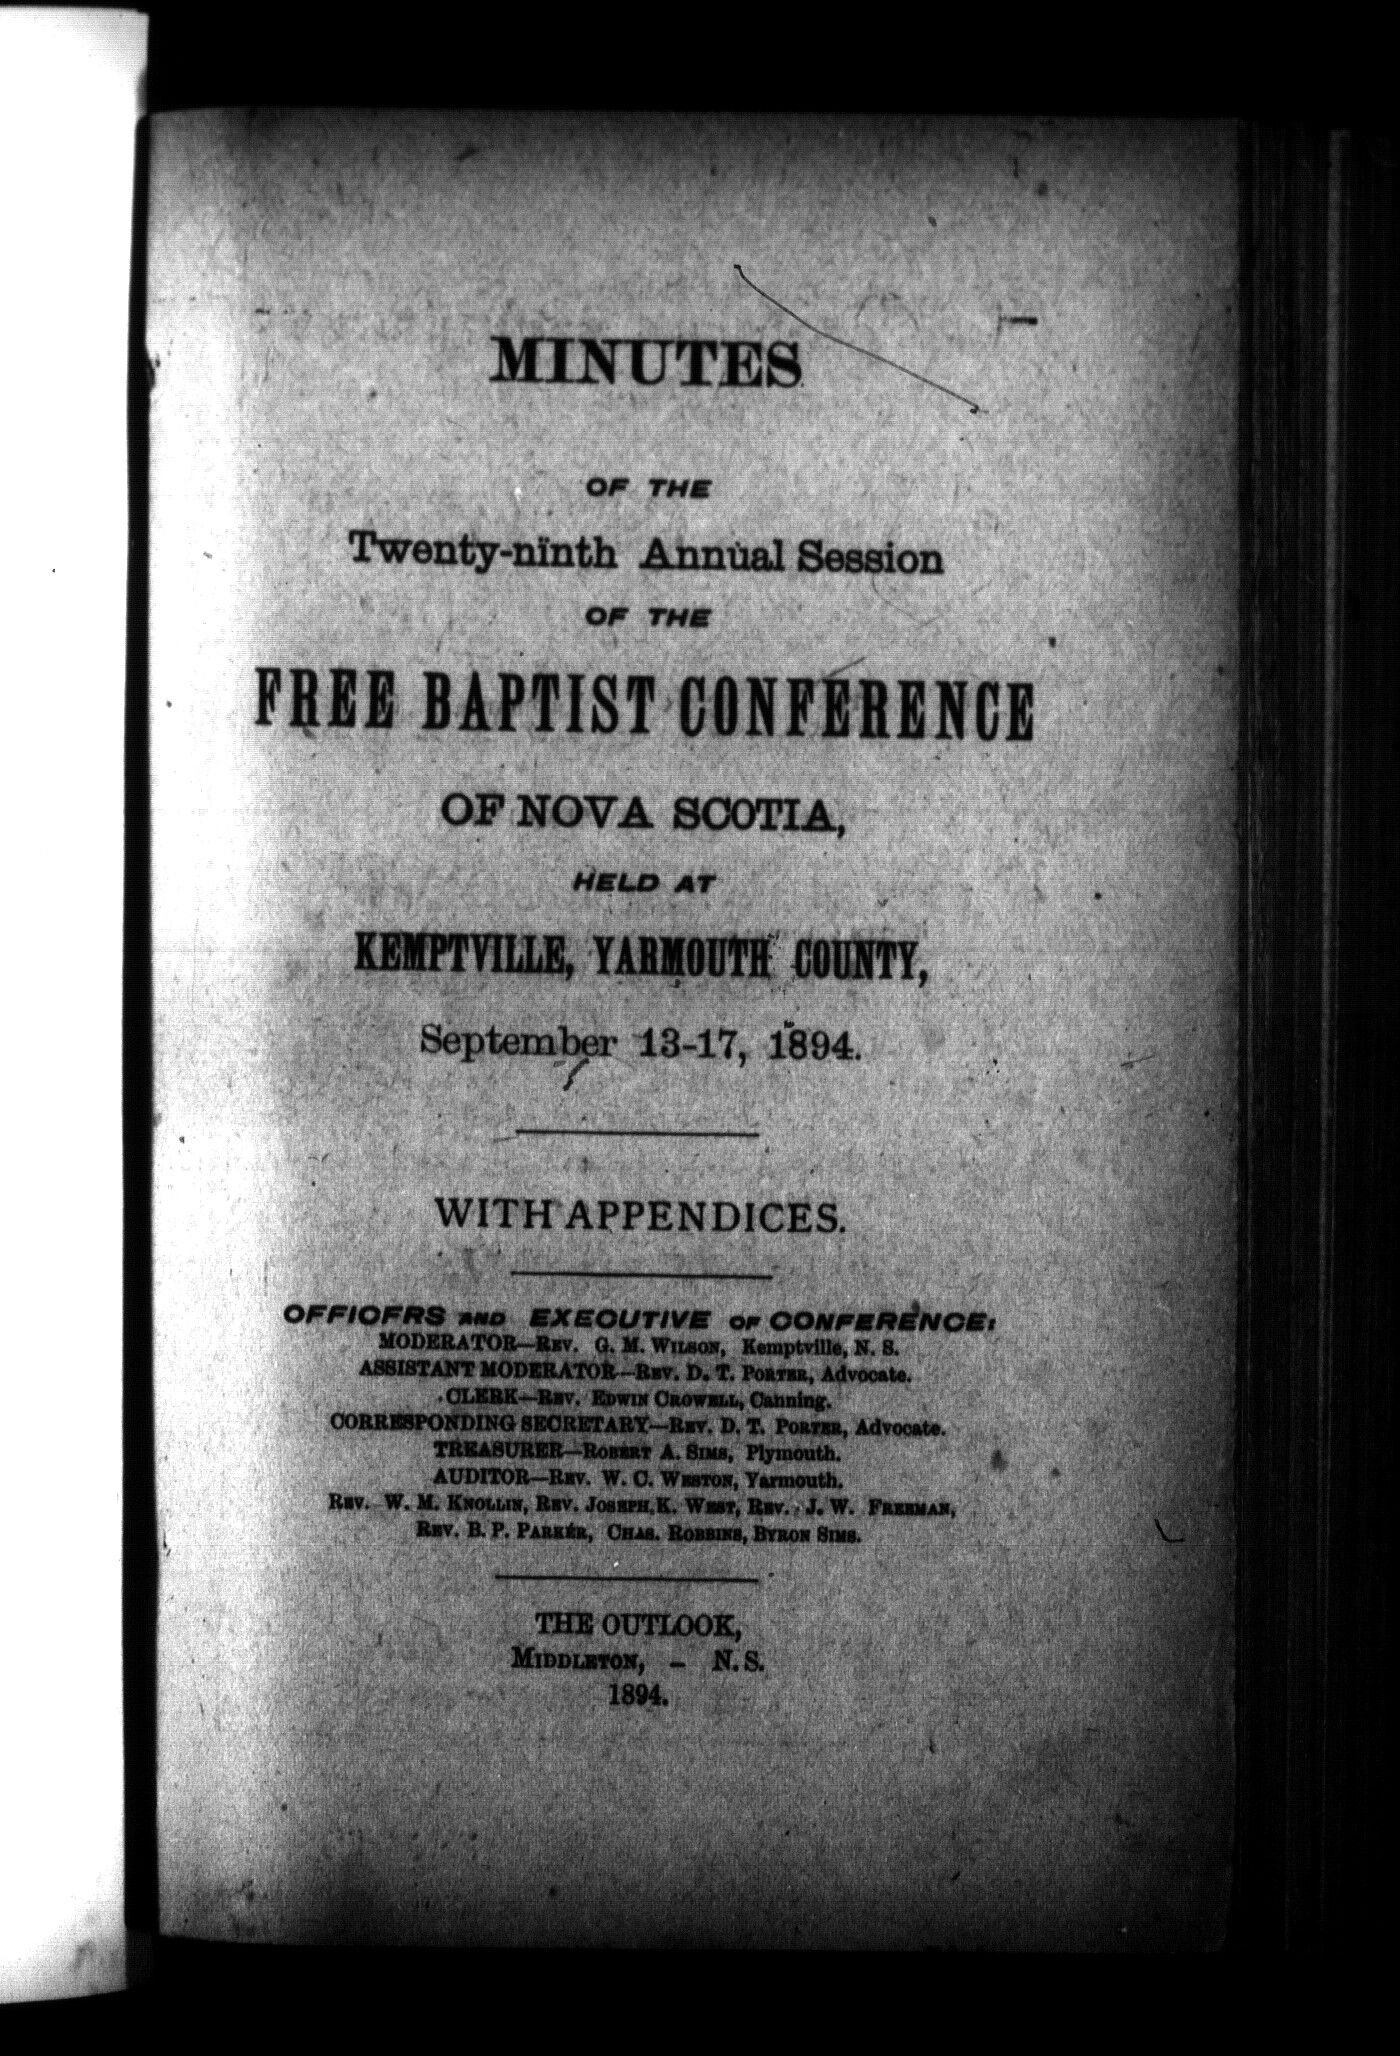 MINUTES
OF THE
Twenty-ninth Annual Session
OF THE
FREE BAPTIST CONFERENCE
OF NOVA SCOTIA,
HELD AT
KEMPTVILLE, YARMOUTH COUNTY,
September 13-17, 1894.
WITH APPENDICES.
OFFIOFRS AND EXECUTIVE OF CONFERENCE:
MODERATOR—REV. G. M. WILSON, Kemptville, N. S.
ASSISTANT MODERATOR—REV. D. T. PORTER, Advocate.
CLERK—REV. EDWIN CROWELL, Canning.
CORRESPONDING SECRETARY—REV. D. T. PORTER, Advocate.
TREASURER—ROBERT A. SIMS, Plymouth.
AUDITOR—REV. W. C. WESTON, Yarmouth.
REV. W. M. KNOLLIN, REV. JOSEPH K. WEST, REV. J. W. FREEMAN,
REV. B. P. PARKER, CHAS. ROBBINS, BYRON SIMS.
THE OUTLOOK,
MIDDLETON, – N. S.
1894.